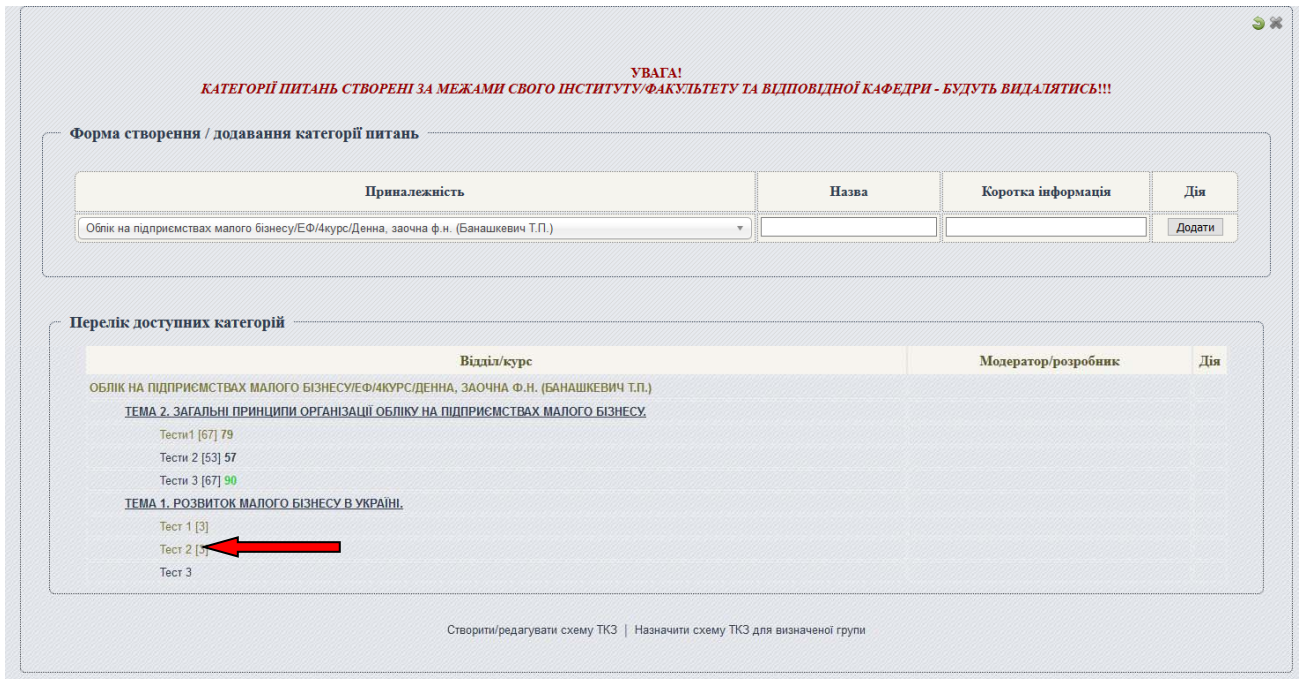 УВАГА!
КАТЕГОРІЇ ПИТАНЬ СТВОРЕНІ ЗА МЕЖАМИ СВОГО ІНСТИТУТУ/ФАКУЛЬТЕТУ ТА ВІДПОВІДНОЇ КАФЕДРИ - БУДУТЬ ВИДАЛЯТИСЬ!!!
Форма створення / додавання категорії питань
Приналежність Назва Коротка інформація Дія
Облік на підприємствах малого бізнесу/ЕФ/4курс/Денна, заочна ф.н. (Банашкевич Т.П.) Додати
Перелік доступних категорій
Відділ/курс Модератор/розробник Дія
ОБЛІК НА ПІДПРИЄМСТВАХ МАЛОГО БІЗНЕСУ/ЕФ/4КУРС/ДЕННА, ЗАОЧНА Ф.Н. (БАНАШКЕВИЧ Т.П.)
ТЕМА 2. ЗАГАЛЬНІ ПРИНЦИПИ ОРГАНІЗАЦІЇ ОБЛІКУ НА ПІДПРИЄМСТВАХ МАЛОГО БІЗНЕСУ.
Тести1 [67] 79
Тести 2 [53] 57
Тести 3 [67] 90
ТЕМА 1. РОЗВИТОК МАЛОГО БІЗНЕСУ В УКРАЇНІ.
Тест 1 [3]
Тест 2 [3]
Тест 3
Створити/редагувати схему ТКЗ | Назначити схему ТКЗ для визначеної групи